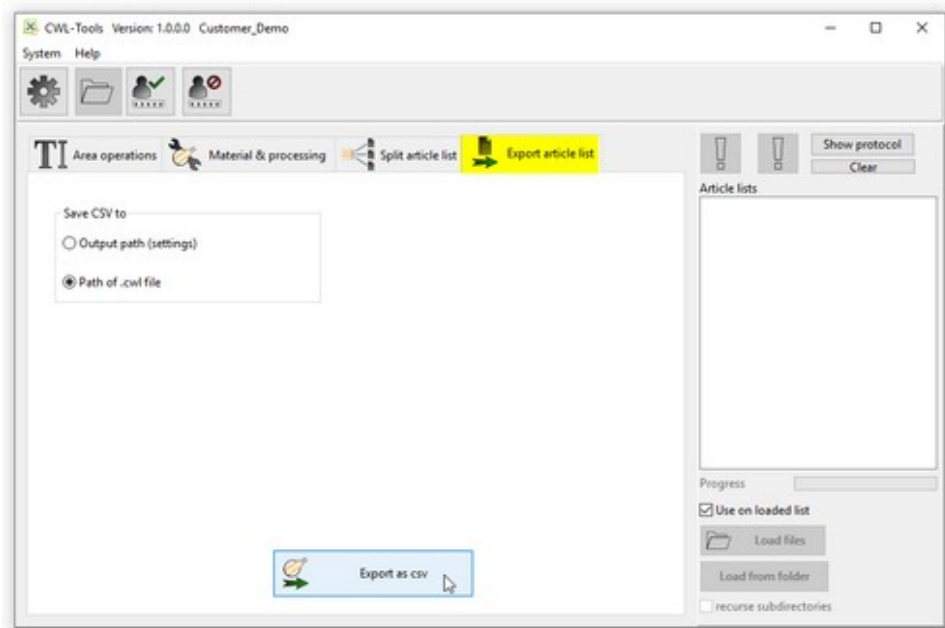 CWL-Tools Version: 1.0.0.0 Customer_Demo
System Help
Area operations
Material & processing
Split article list
Export article list
Save CSV to
Output path (settings)
Path of .cwl file
Export as csv
Show protocol
Clear
Article lists
Progress
Use on loaded list
Load files
Load from folder
recurse subdirectories